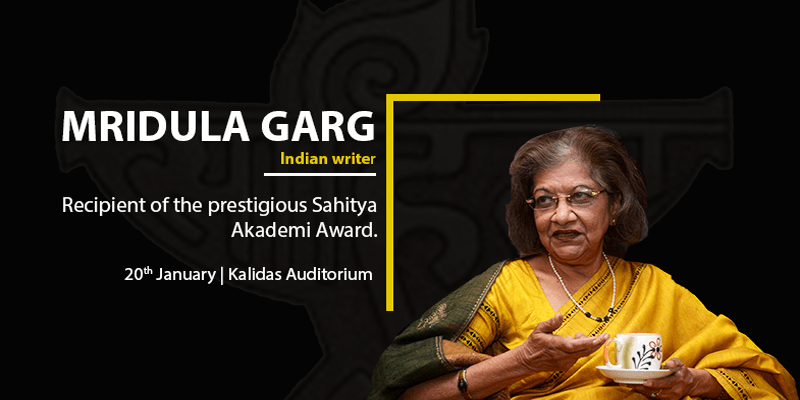 MRIDULA GARG
Indian writer
Recipient of the prestigious Sahitya
Akademi Award.
20th January | Kalidas Auditorium